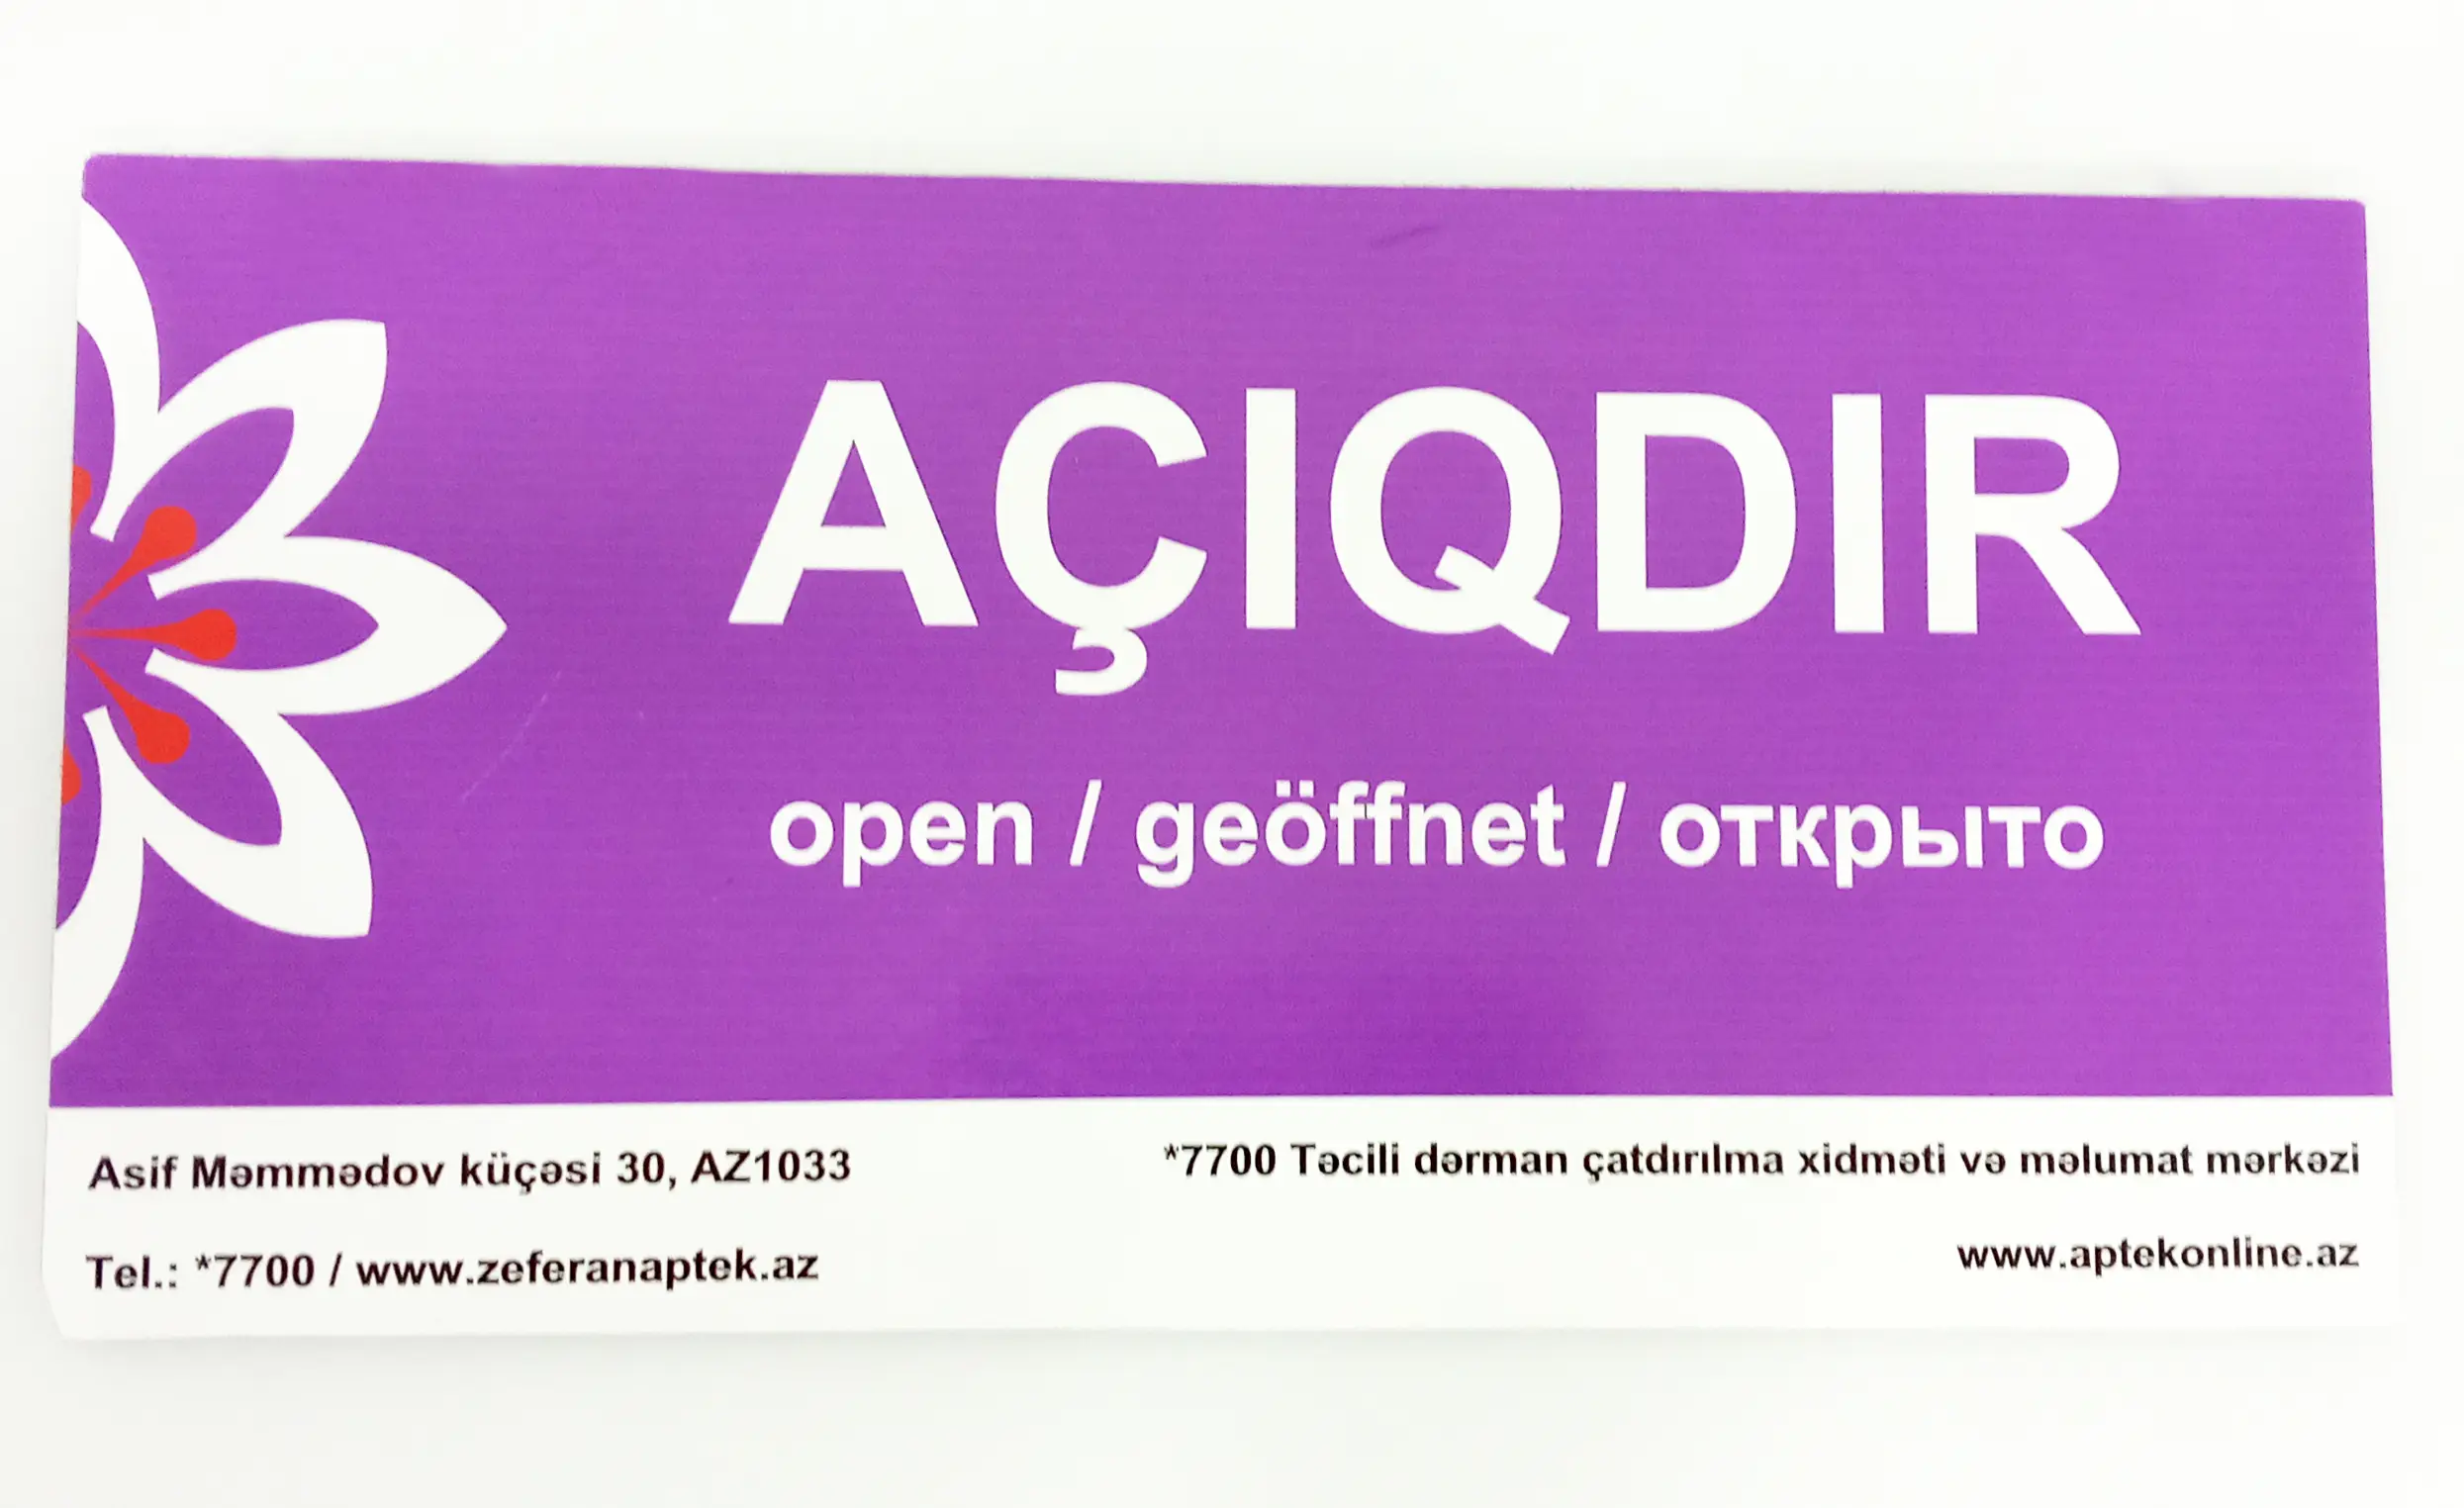 AÇIQDIR
open / geöffnet / открыто
Asif Məmmədov küçəsi 30, AZ1033
Tel.: *7700 / www.zeferanaptek.az
*7700 Təcili dərman çatdırılma xidməti və məlumat mərkəzi
www.aptekonline.az